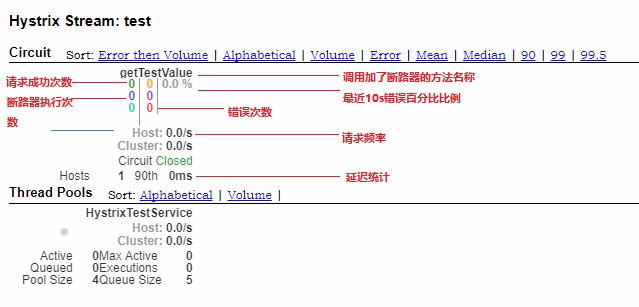 Hystrix Stream: test
Circuit Sort: Error then Volume | Alphabetical | Volume | Error | Mean | Median | 90 | 99 | 99.5
getTestValue
请求成功次数
0 0 0.0 %
调用加了断路器的方法名称
断路器执行次数
0 0
最近10s错误百分比比例
0 0
错误次数
Host: 0.0/s
请求频率
Cluster: 0.0/s
Circuit Closed
Hosts 1 90th 0ms
延迟统计
Thread Pools Sort: Alphabetical | Volume |
HystrixTestService
Host: 0.0/s
Cluster: 0.0/s
Active 0 Max Active 0
Queued 0 Executions 0
Pool Size 4 Queue Size 5